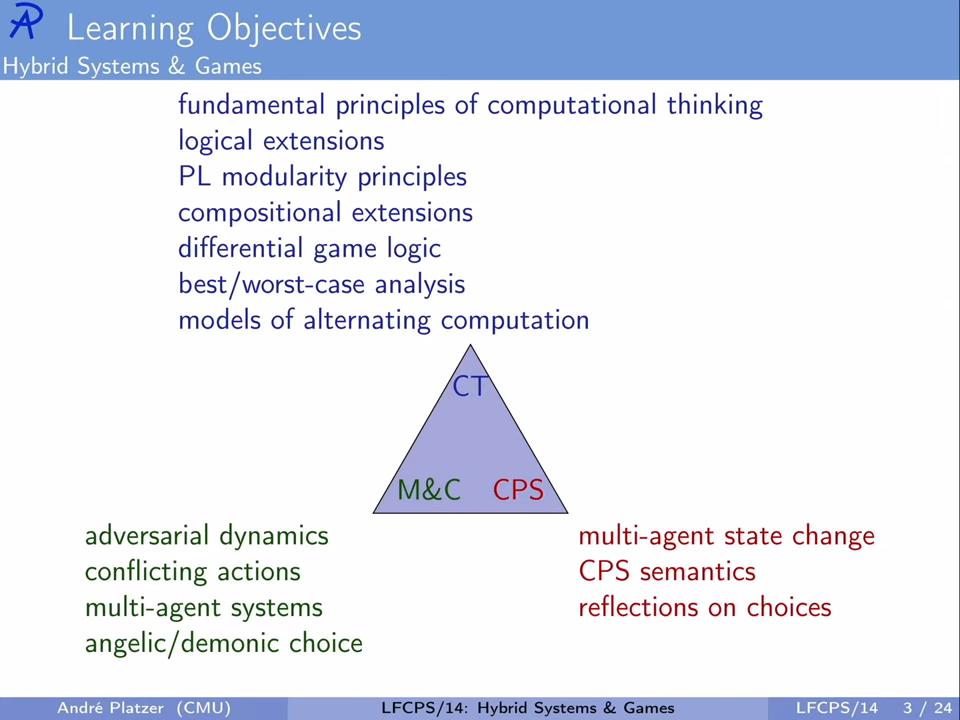 Learning Objectives
Hybrid Systems & Games
fundamental principles of computational thinking
logical extensions
PL modularity principles
compositional extensions
differential game logic
best/worst-case analysis
models of alternating computation
CT
M&C CPS
adversarial dynamics
conflicting actions
multi-agent systems
angelic/demonic choice
multi-agent state change
CPS semantics
reflections on choices
André Platzer (CMU) LFCPS/14: Hybrid Systems & Games LFCPS/14 3 / 24